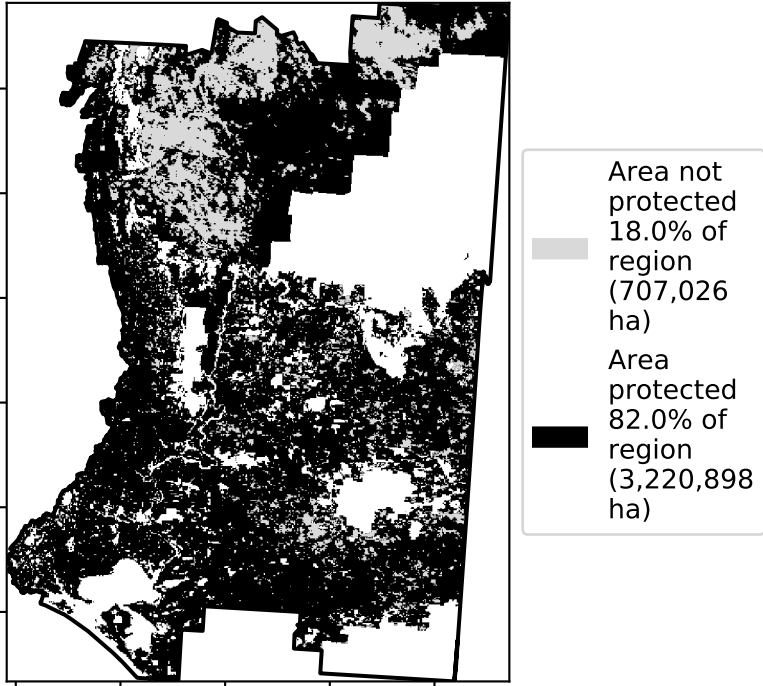 Area not
protected
18.0% of
region
(707,026
ha)
Area
protected
82.0% of
region
(3,220,898
ha)